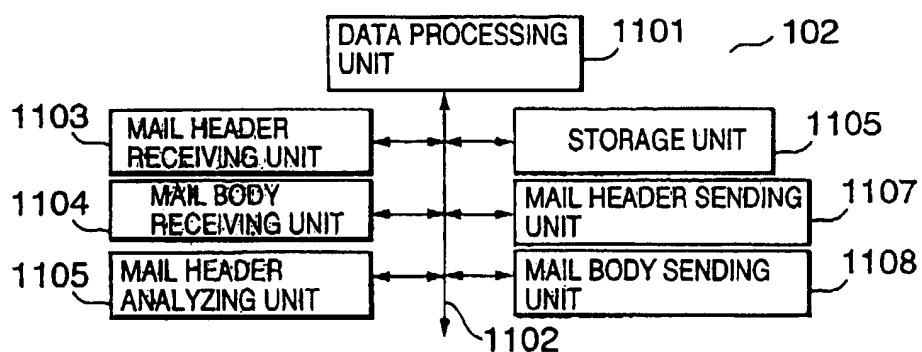 DATA PROCESSING
UNIT
1101
102
1103
MAIL HEADER
RECEIVING UNIT
STORAGE UNIT
1105
1104
MAIL BODY
RECEIVING UNIT
MAIL HEADER SENDING
UNIT
1107
1105
MAIL HEADER
ANALYZING UNIT
MAIL BODY SENDING
UNIT
1108
1102